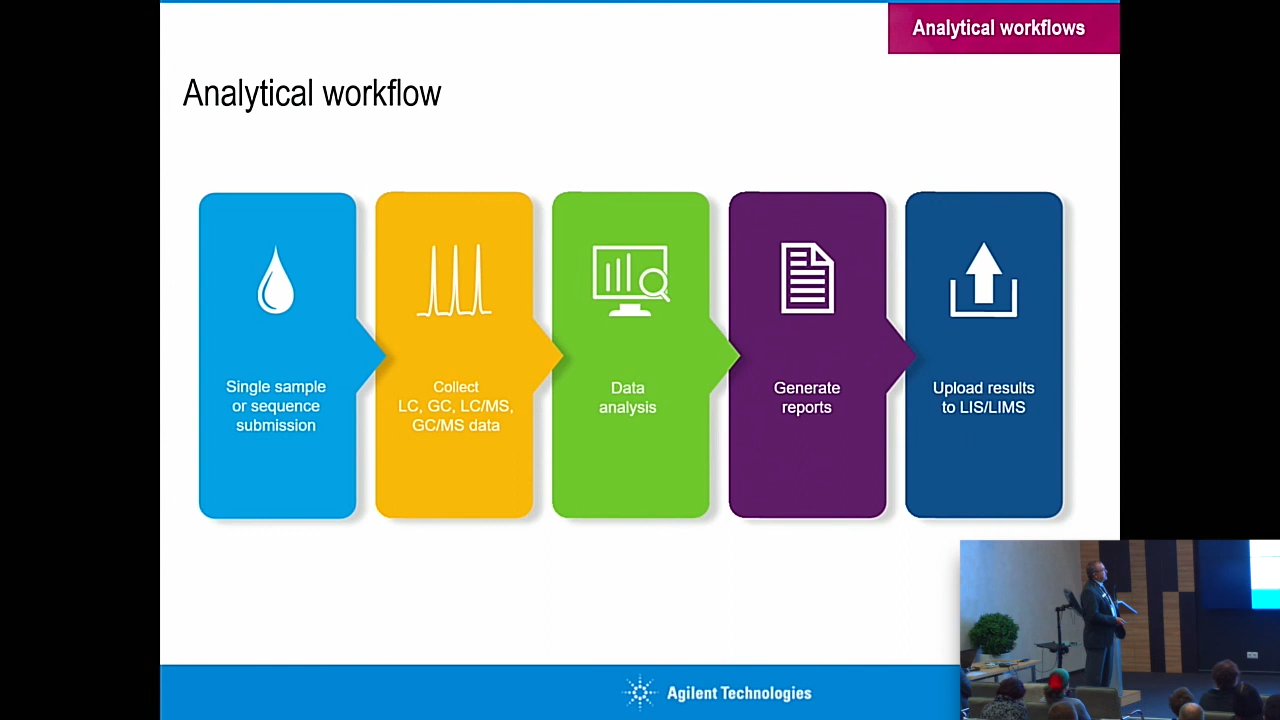 Analytical workflows
Analytical workflow
Single sample
or sequence
submission
Collect
LC, GC, LC/MS,
GC/MS data
Data
analysis
Generate
reports
Upload results
to LIS/LIMS
Agilent Technologies